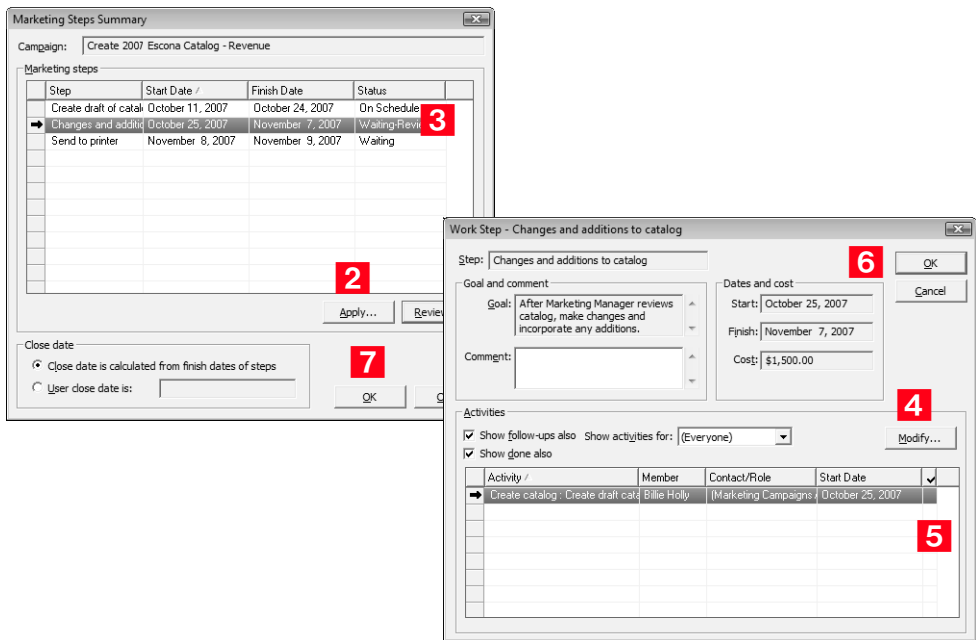 Marketing Steps Summary
Campaign: Create 2007 Escona Catalog - Revenue
Marketing steps
Step Start Date / Finish Date Status
Create draft of catal October 11, 2007 October 24, 2007 On Schedule
Changes and additic October 25, 2007 November 7, 2007 Waiting-Revie
3
Send to printer November 8, 2007 November 9, 2007 Waiting
2
Apply... Review
Close date
Close date is calculated from finish dates of steps
User close date is:
7
OK
Work Step - Changes and additions to catalog
Step: Changes and additions to catalog
6
OK
Cancel
Goal and comment
Goal: After Marketing Manager reviews
catalog, make changes and
incorporate any additions.
Comment:
Dates and cost
Start: October 25, 2007
Finish: November 7, 2007
Cost: $1,500.00
4
Activities
Show follow-ups also Show activities for: (Everyone)
Modify...
Show done also
Activity / Member Contact/Role Start Date
Create catalog : Create draft cata Billie Holly (Marketing Campaigns October 25, 2007
5